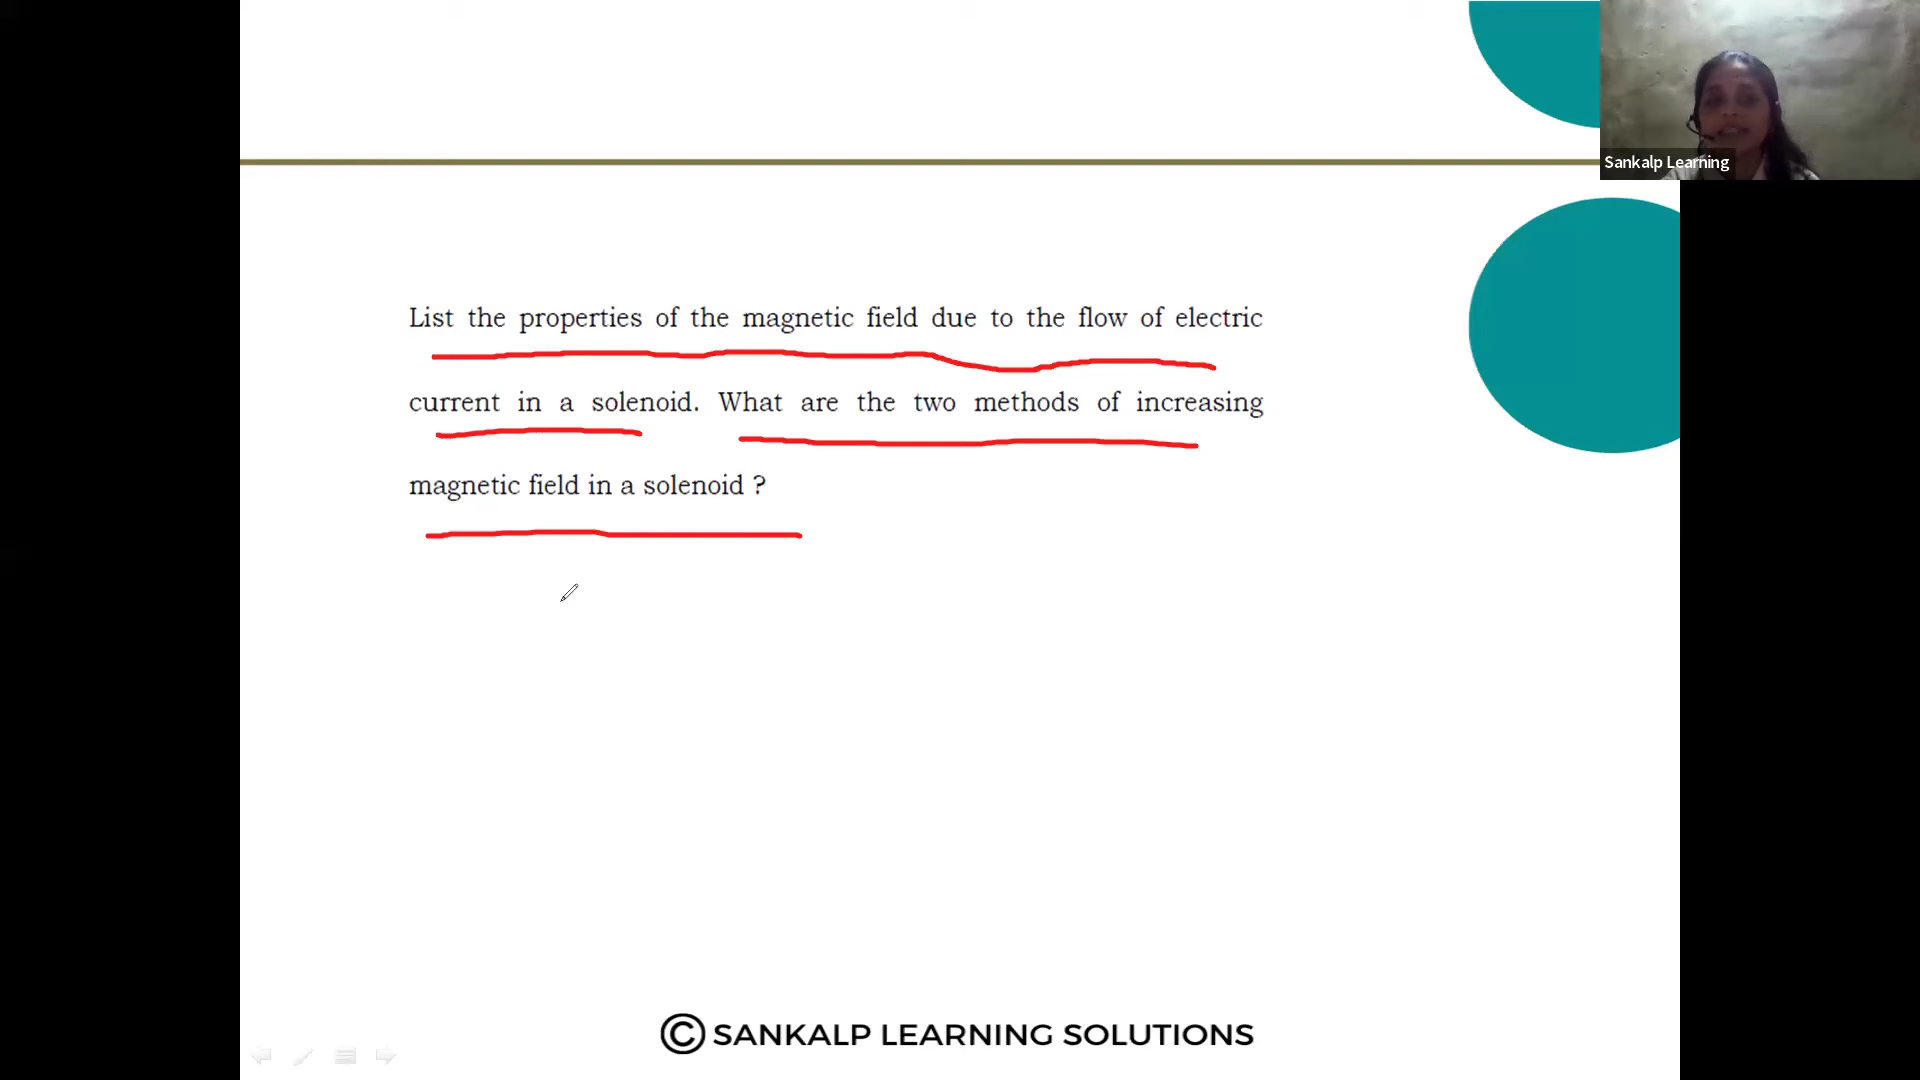 Sankalp Learning
List the properties of the magnetic field due to the flow of electric
current in a solenoid. What are the two methods of increasing
magnetic field in a solenoid ?
© SANKALP LEARNING SOLUTIONS